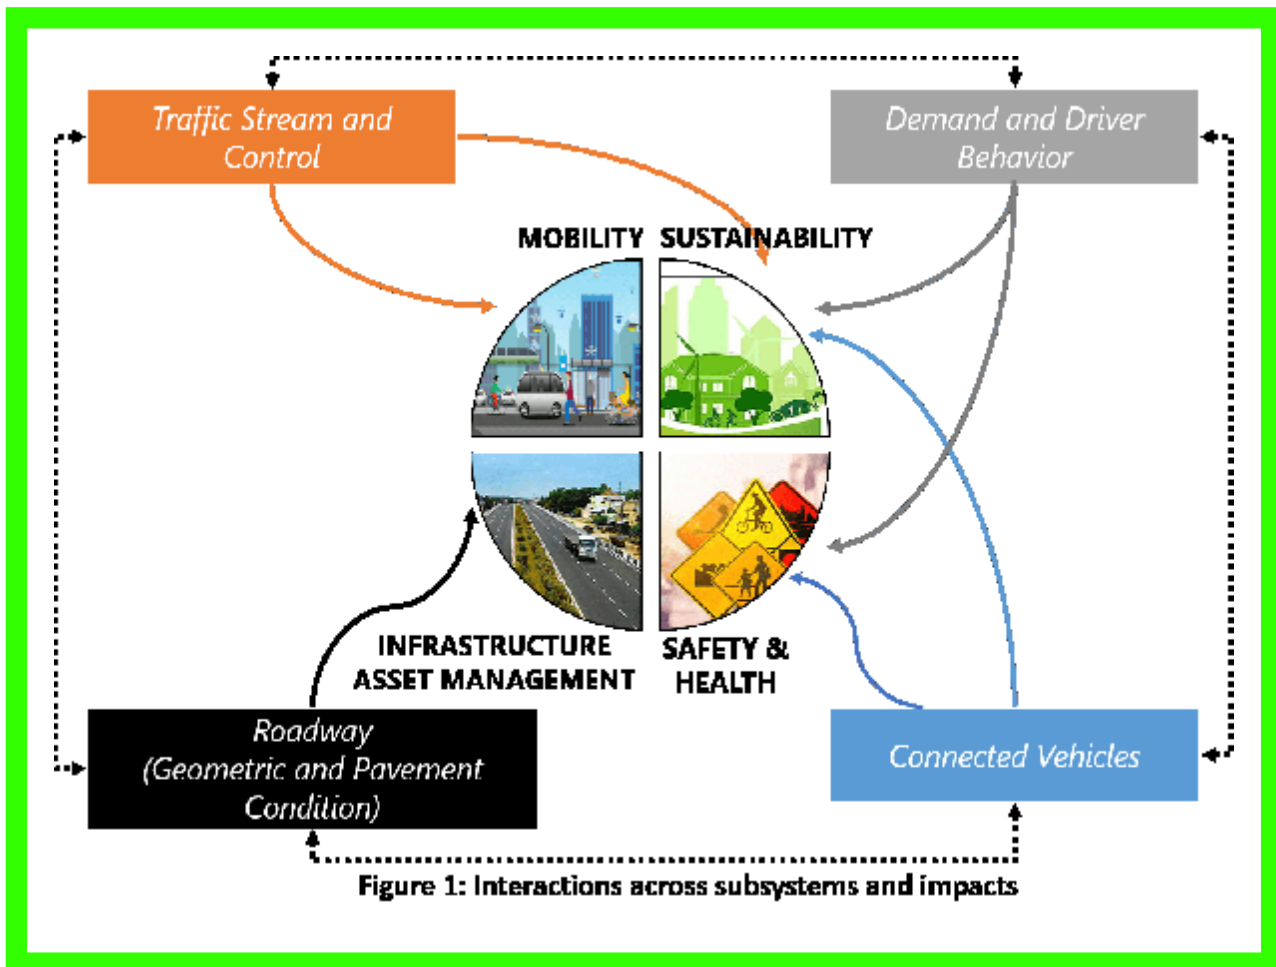 Traffic Stream and
Control
Demand and Driver
Behavior
MOBILITY
SUSTAINABILITY
INFRASTRUCTURE
ASSET MANAGEMENT
SAFETY &
HEALTH
Roadway
(Geometric and Pavement
Condition)
Connected Vehicles
Figure 1: Interactions across subsystems and impacts